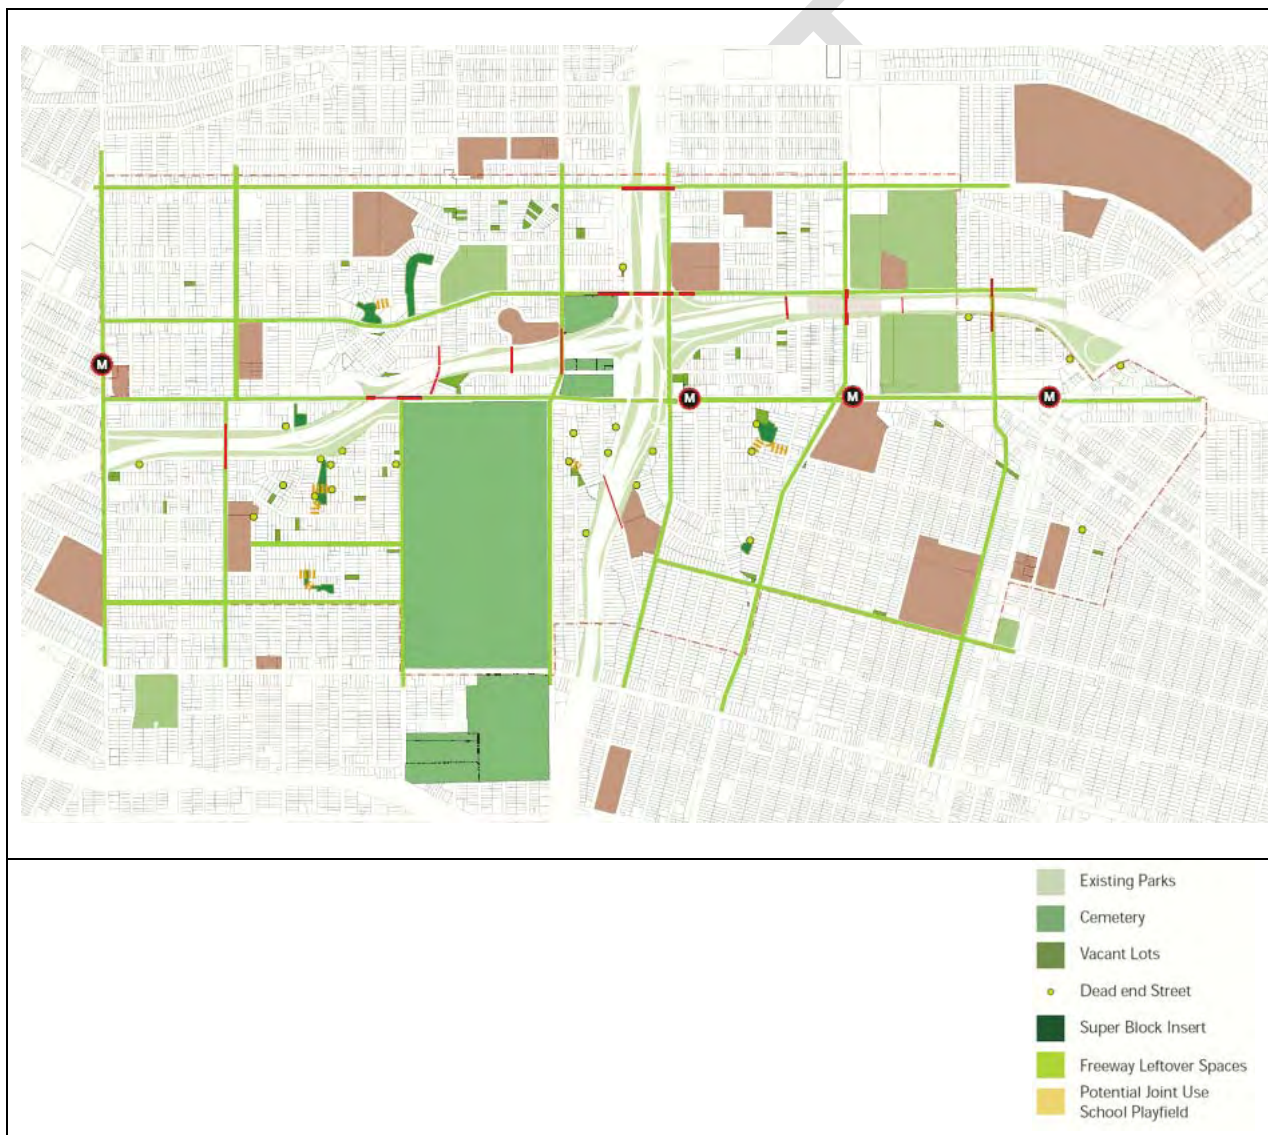 M
M
M
M
Existing Parks
Cemetery
Vacant Lots
Dead end Street
Super Block Insert
Freeway Leftover Spaces
Potential Joint Use
School Playfield